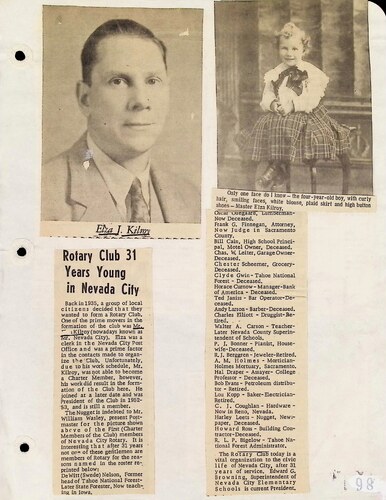 Elza J. Kilroy
Rotary Club 31
Years Young
in Nevada City
Back in 1935, a group of local
citizens decided that they
wanted to form a Rotary Club.
One of the prime movers in the
formation of the club was
Kilroy (nowadays known as
Mr. Nevada City). Elza was a
clerk in the Nevada City Post
Office and was a prime mover
in the contacts made to organ-
ize the Club. Unfortunately,
due to his work schedule, Mr.
Kilroy, was not able to become
a Charter Member, however,
his work did result in the form-
ation of the Club here. He
joined at a later date and was
President of the Club in
and is still a member.
The Nugget is indebted to Mr.
William Wasley, present Post-
master for the picture shown
above of the First (Charter
Members of the Club) members
of Nevada City Rotary. It is
interesting that after 31 years
not one of these gentlemen are
members of Rotary for the rea-
sons denoted in the roster re-
printed below:
DeWitt (Swede) Nelson, Former
head of Tahoe National Forest-
Later State Forester, Now teach-
ing in Iowa.
Only one face do I know - the four-year-old boy, with curly
hair, smiling faces, white blouse, plaid skirt and high button
shoes - Master Elza Kilroy.
Oscar Odegaard, Lumberman-
Now Deceased.
Frank G. Finnegan, Attorney,
Now Judge in Sacramento
County.
Bill Cain, High School Princi-
pal, Motel Owner, Deceased.
Chas. W. Leiter, Garage Owner-
Deceased.
Chester Schoemer, Grocery-
Deceased.
Clyde Gwin - Tahoe National
Forest - Deceased.
Horace Curnow - Manager - Bank
of America - Deceased.
Ted Jantz - Bar Operator - De-
ceased.
Andy Larson - Barber - Deceased.
Charles Elliott - Druggist - Re-
tired.
Walter A. Carson - Teacher-
Later Nevada County Superin-
tendent of Schools.
F. J. Bonner - Pianist, House-
wife - Deceased.
R. J. Berggren - Jeweler - Retired.
A. M. Holmes - Mortician-
Holmes Mortuary, Sacramento.
Hal Draper - Assayer - College
Professor - Deceased.
Bob Evans - Petroleum distribu-
tor - Retired.
Lou Kopp - Baker - Electrician-
Retired.
C. J. Coughlan - Hardware -
Now in Reno, Nevada.
Harley Leete - Nugget, News-
paper, Deceased.
Howard Ross - Building Con-
tractor - Deceased.
R. L. P. Bigelow - Tahoe Na-
tional Forest Administrator.
The Rotary Club today is a
vital organization to the civic
life of Nevada City, after 31
years of service. Edward G.
Browning, Superintendent of
Nevada City Elementary
Schools is current President.
198